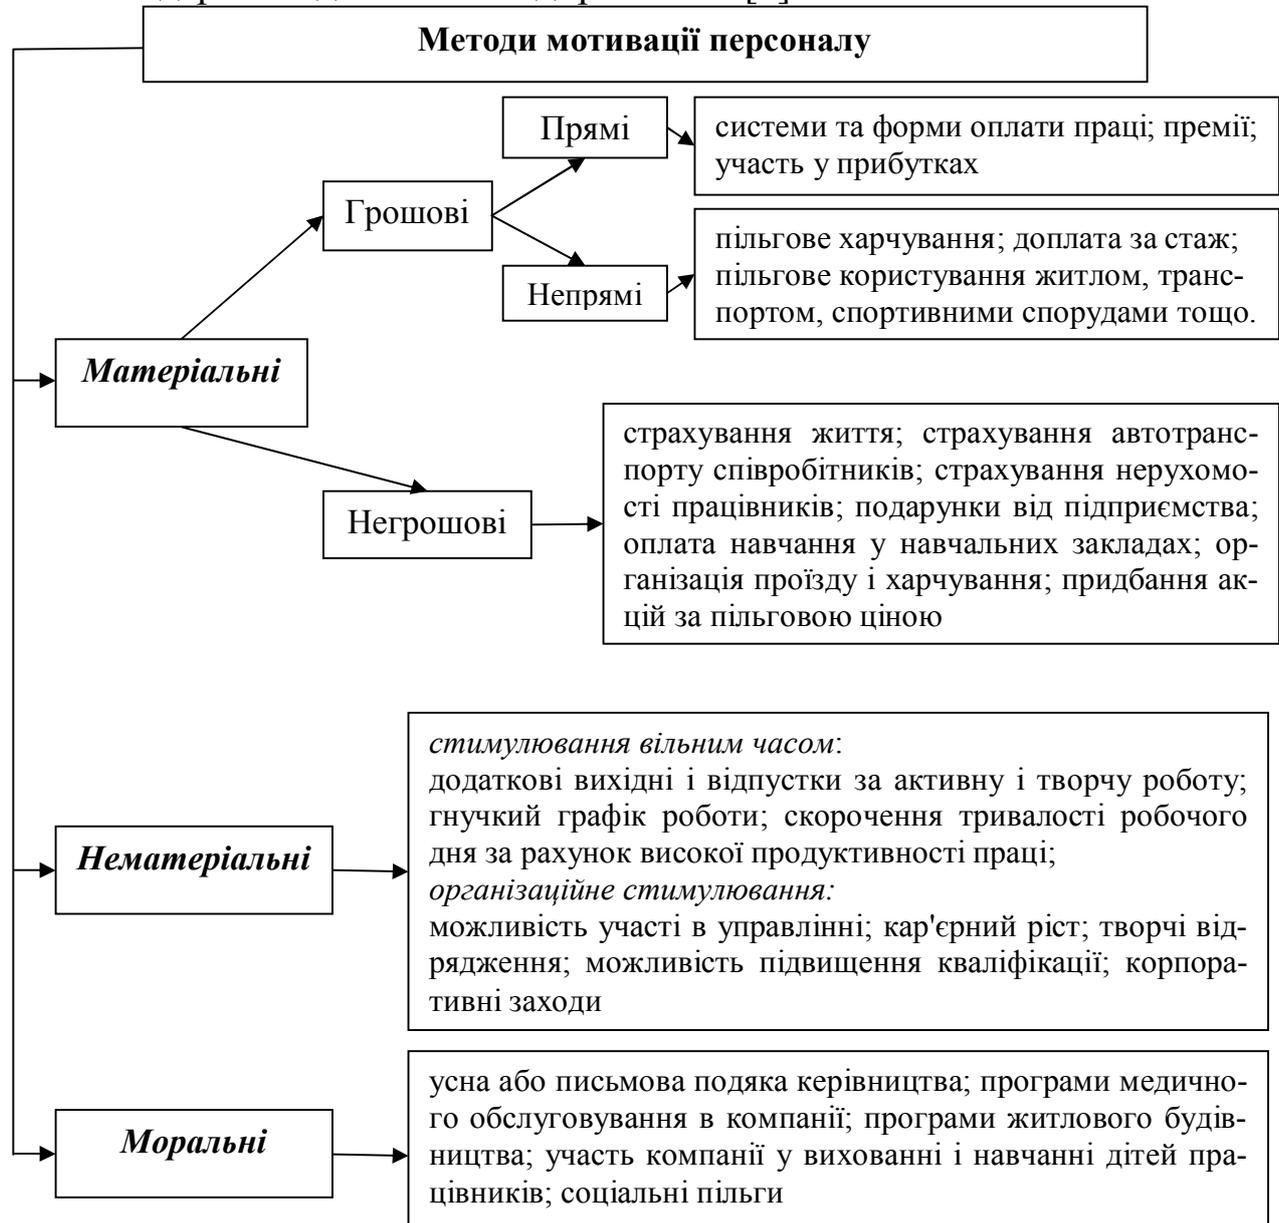 Методи мотивації персоналу
Прямі
системи та форми оплати праці; премії;
участь у прибутках
Грошові
Непрямі
пільгове харчування; доплата за стаж;
пільгове користування житлом, транс-
портом, спортивними спорудами тощо.
Матеріальні
Негрошові
страхування життя; страхування автотранс-
порту співробітників; страхування нерухомо-
сті працівників; подарунки від підприємства;
оплата навчання у навчальних закладах; ор-
ганізація проїзду і харчування; придбання ак-
цій за пільговою ціною
Нематеріальні
стимулювання вільним часом:
додаткові вихідні і відпустки за активну і творчу роботу;
гнучкий графік роботи; скорочення тривалості робочого
дня за рахунок високої продуктивності праці;
організаційне стимулювання:
можливість участі в управлінні; кар'єрний ріст; творчі від-
рядження; можливість підвищення кваліфікації; корпора-
тивні заходи
Моральні
усна або письмова подяка керівництва; програми медично-
го обслуговування в компанії; програми житлового будів-
ництва; участь компанії у вихованні і навчанні дітей пра-
цівників; соціальні пільги